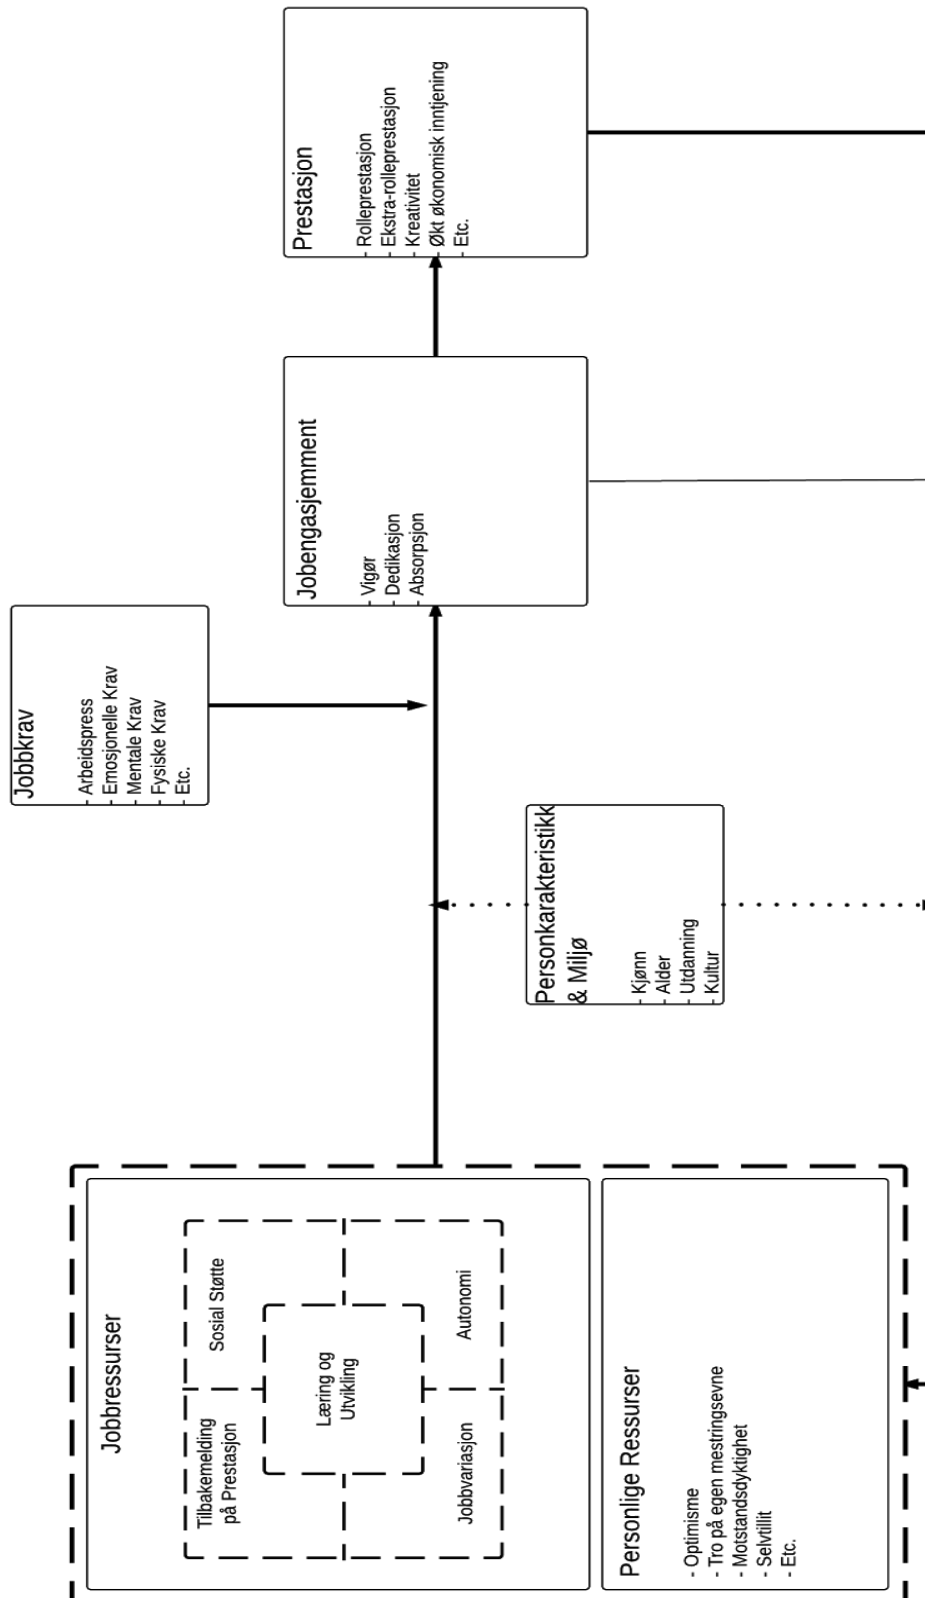 Jobbressurser
Tilbakemelding
på Prestasjon
Sosial Støtte
Læring og
Utvikling
Jobbvariasjon
Autonomi
Personlige Ressurser
- Optimisme
- Tro på egen mestringsevne
- Motstandsdyktighet
- Selvtillit
- Etc.
Jobbkrav
- Arbeidspress
- Emosjonelle Krav
- Mentale Krav
- Fysiske Krav
- Etc.
Personkarakteristikk
& Miljø
- Kjønn
- Alder
- Utdanning
- Kultur
Jobengasjemment
- Vigør
- Dedikasjon
- Absorpsjon
Prestasjon
- Rolleprestasjon
- Ekstra-rolleprestasjon
- Kreativitet
- Økt økonomisk inntjening
- Etc.